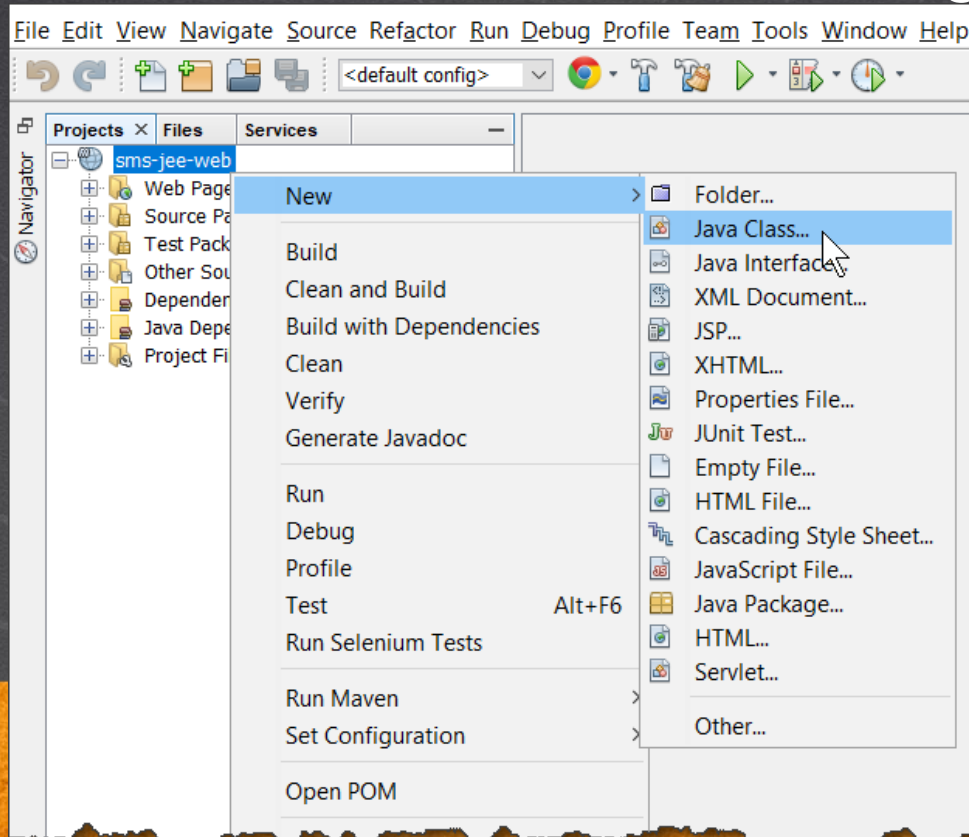 File Edit View Navigate Source Refactor Run Debug Profile Team Tools Window Help
<default config>
Projects × Files Services
Navigator
sms-jee-web
Web Page
Source Pa
Test Pack
Other Sou
Depender
Java Depe
Project Fi
New
Build
Clean and Build
Build with Dependencies
Clean
Verify
Generate Javadoc
Run
Debug
Profile
Test Alt+F6
Run Selenium Tests
Run Maven
Set Configuration
Open POM
Folder...
Java Class...
Java Interface...
XML Document...
JSP...
XHTML...
Properties File...
JUnit Test...
Empty File...
HTML File...
Cascading Style Sheet...
JavaScript File...
Java Package...
HTML...
Servlet...
Other...